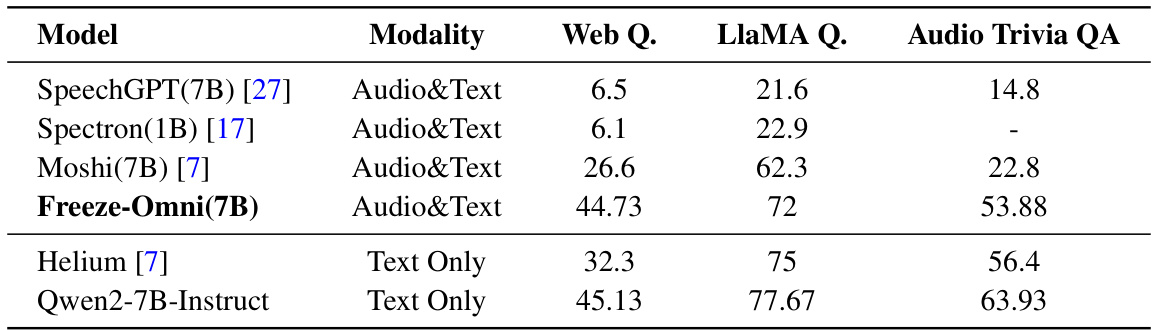 Model Modality Web Q. LlaMA Q. Audio Trivia QA
SpeechGPT(7B) [27] Audio&Text 6.5 21.6 14.8
Spectron(1B) [17] Audio&Text 6.1 22.9 -
Moshi(7B) [7] Audio&Text 26.6 62.3 22.8
Freeze-Omni(7B) Audio&Text 44.73 72 53.88
Helium [7] Text Only 32.3 75 56.4
Qwen2-7B-Instruct Text Only 45.13 77.67 63.93